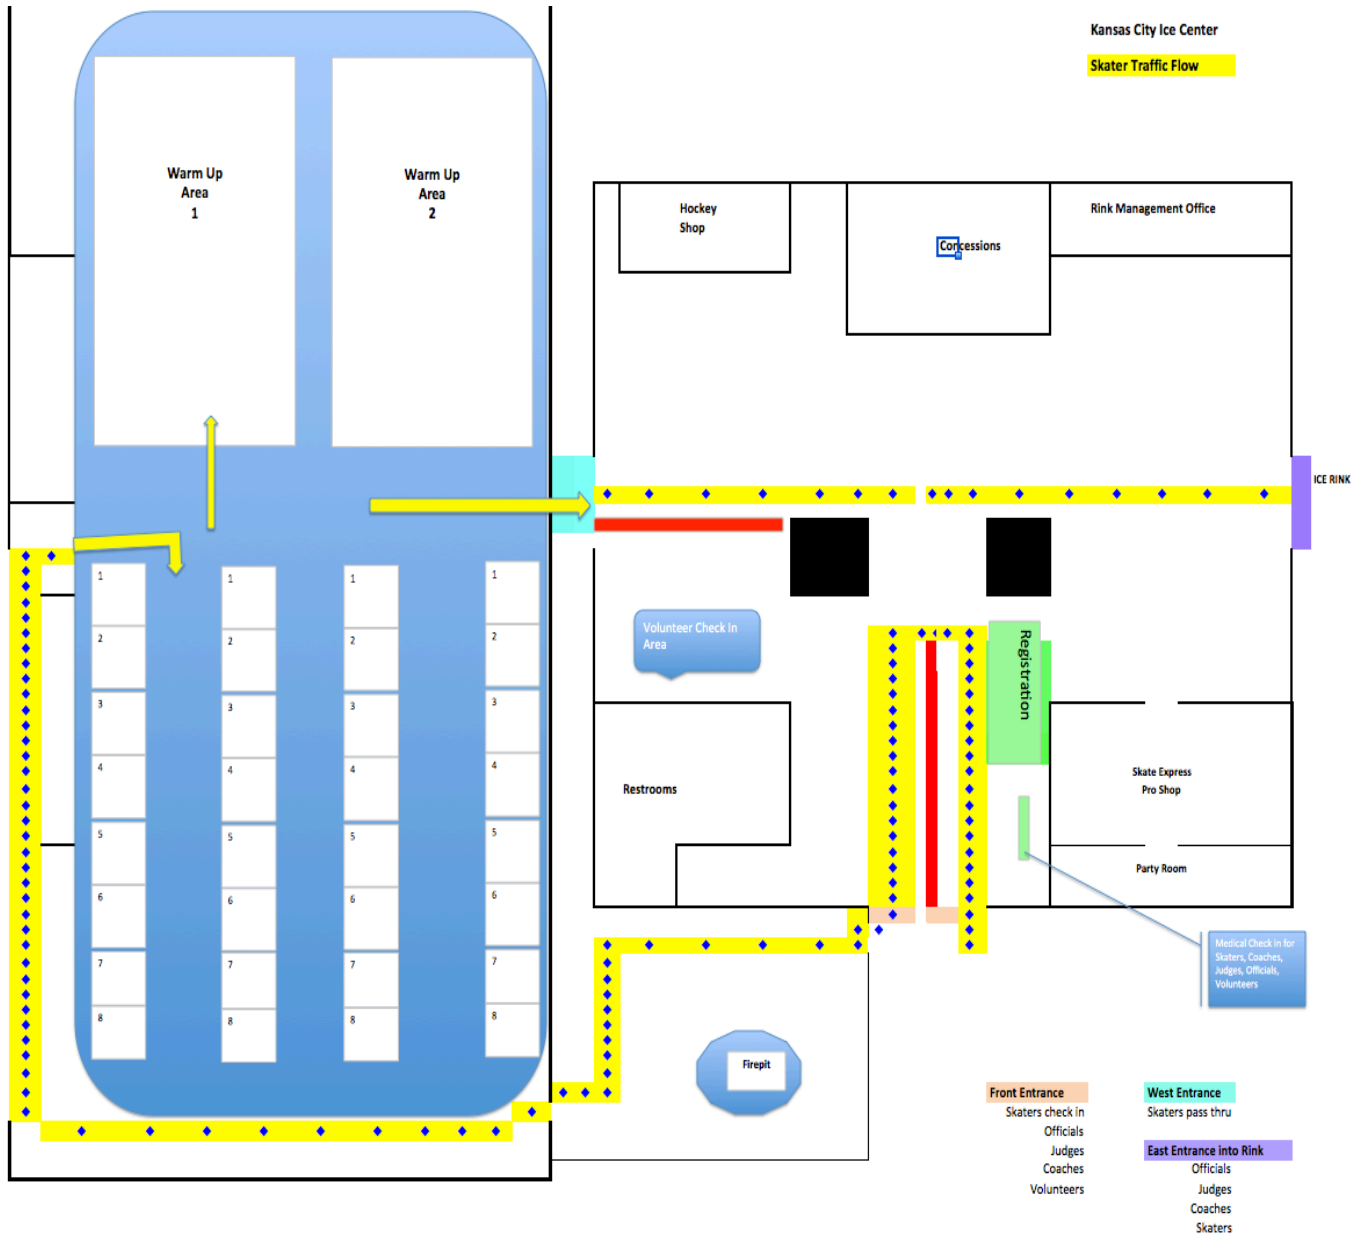 Kansas City Ice Center
Skater Traffic Flow
Warm Up
Area
1
Warm Up
Area
2
Hockey
Shop
Concessions
Rink Management Office
ICE RINK
1
2
3
4
5
6
7
8
1
2
3
4
5
6
7
8
1
2
3
4
5
6
7
8
1
2
3
4
5
6
7
8
Volunteer Check In
Area
Registration
Restrooms
Skate Express
Pro Shop
Party Room
Medical Check in for
Skaters, Coaches,
Judges, Officials,
Volunteers
Firepit
Front Entrance
Skaters check in
Officials
Judges
Coaches
Volunteers
West Entrance
Skaters pass thru
East Entrance into Rink
Officials
Judges
Coaches
Skaters